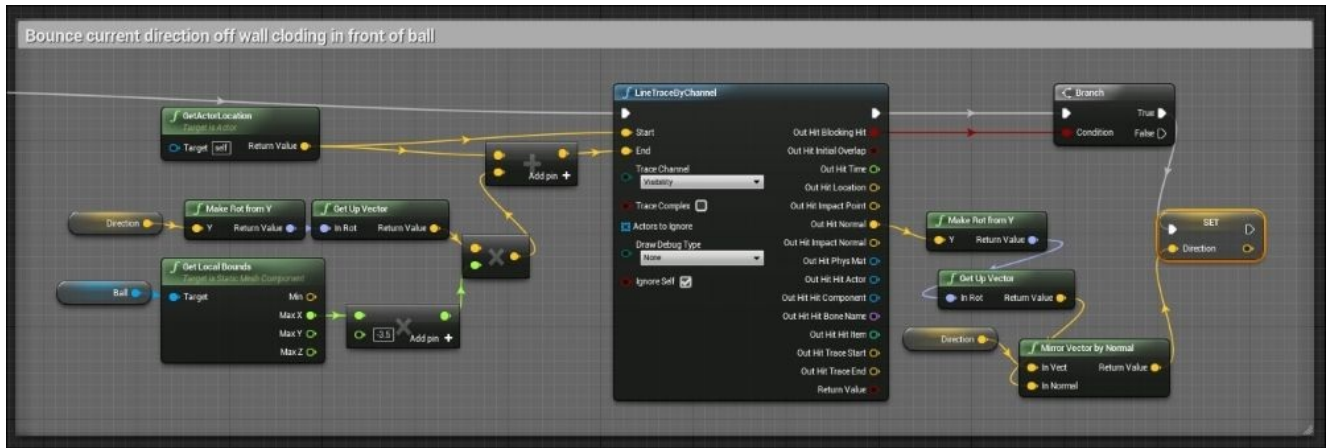 Bounce current direction off wall cloding in front of ball
GetActorLocation
Target is Actor
Target self Return Value
Direction
Make Rot from Y
Y Return Value
Get Up Vector
In Rot Return Value
Get Local Bounds
Target is Static Mesh Component
Ball
Target Min
Max X
Max Y
Max Z
-3.5
Add pin +
Add pin +
LineTraceByChannel
Start Out Hit Blocking Hit
End Out Hit Initial Overlap
Trace Channel Out Hit Time
Visibility Out Hit Location
Trace Complex Out Hit Impact Point
Actors to Ignore Out Hit Normal
Draw Debug Type Out Hit Impact Normal
None Out Hit Phys Mat
Ignore Self Out Hit Hit Actor
Out Hit Hit Component
Out Hit Hit Bone Name
Out Hit Hit Item
Out Hit Trace Start
Out Hit Trace End
Return Value
Branch
True
Condition False
Make Rot from Y
Y Return Value
Get Up Vector
In Rot Return Value
Direction
Mirror Vector by Normal
In Vect Return Value
In Normal
SET
Direction